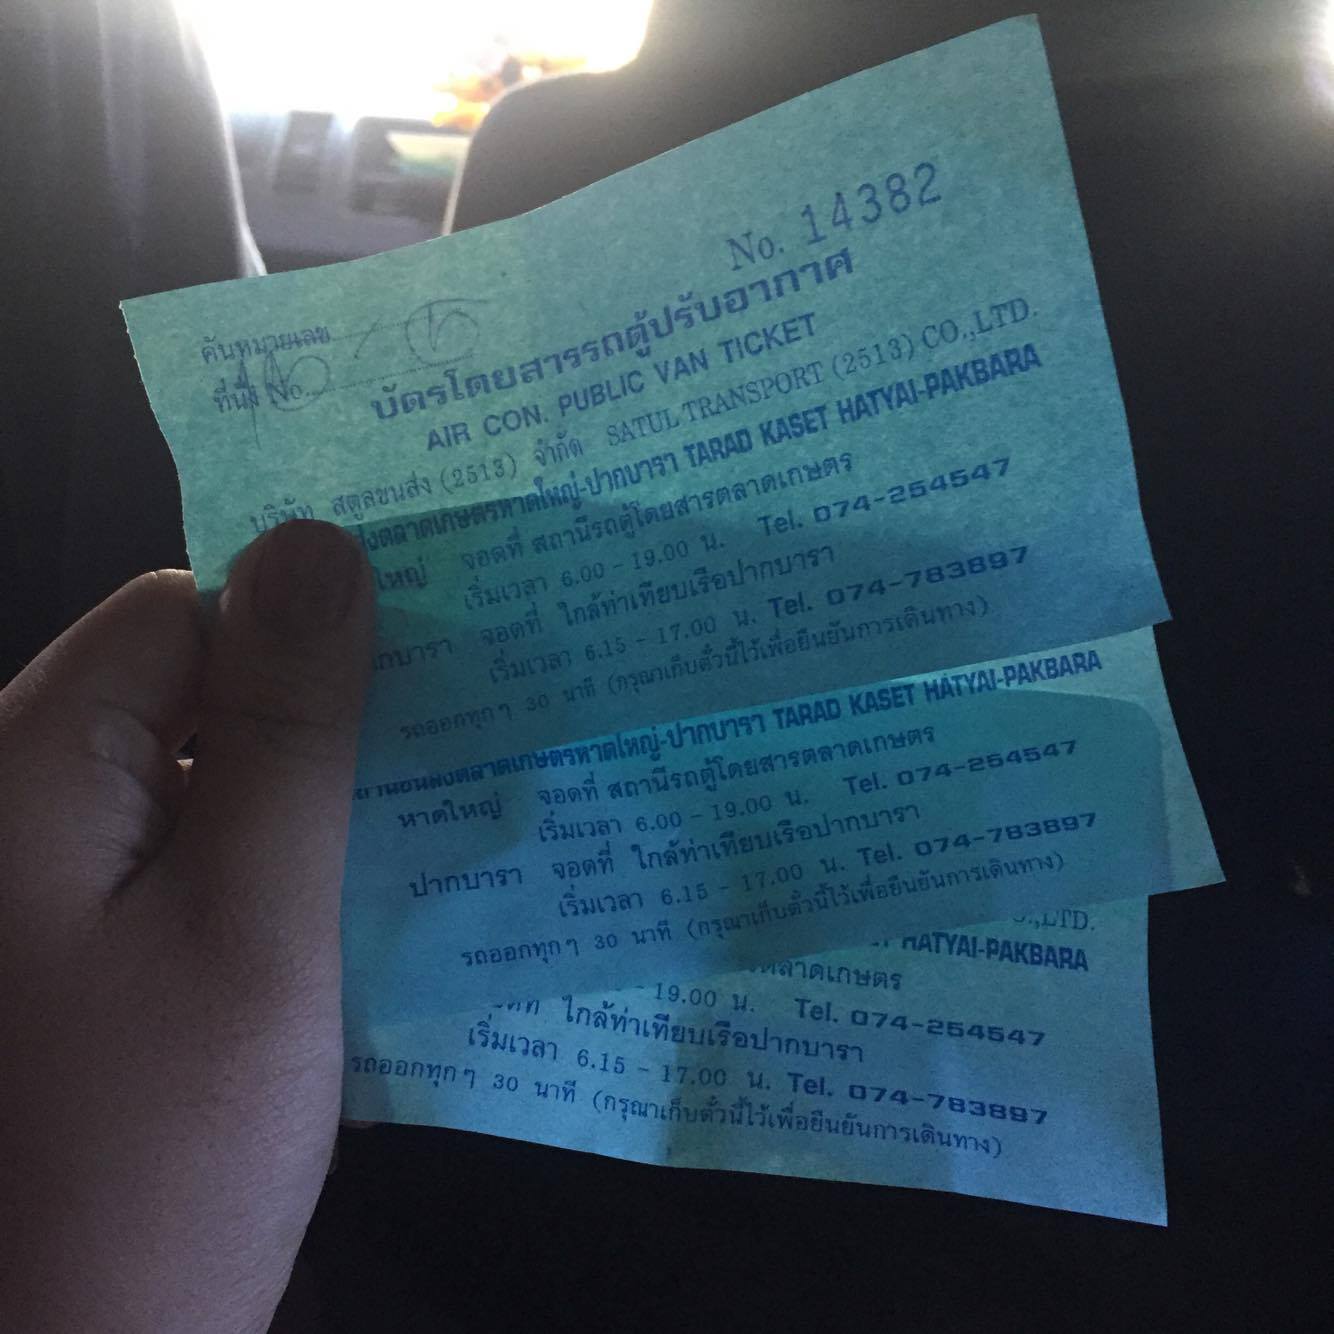 No. 14382
คันหมายเลข
ที่นั่ง No.
บัตรโดยสารรถตู้ปรับอากาศ
AIR CON. PUBLIC VAN TICKET
บริษัท สตูลขนส่ง (2513) จำกัด SATUL TRANSPORT (2513) CO.,LTD.
ส่งตลาดเกษตรหาดใหญ่-ปากบารา TARAD KASET HATYAI-PAKBARA
ใหญ่ จอดที่ สถานีรถตู้โดยสารตลาดเกษตร
เริ่มเวลา 6.00 - 19.00 น. Tel. 074-254547
กบารา จอดที่ ใกล้ท่าเทียบเรือปากบารา
เริ่มเวลา 6.15 - 17.00 น. Tel. 074-783897
รถออกทุกๆ 30 นาที (กรุณาเก็บตั๋วนี้ไว้เพื่อยืนยันการเดินทาง)
ตลาดเกษตรหาดใหญ่-ปากบารา TARAD KASET HATYAI-PAKBARA
หาดใหญ่ จอดที่ สถานีรถตู้โดยสารตลาดเกษตร
เริ่มเวลา 6.00 - 19.00 น. Tel. 074-254547
ปากบารา จอดที่ ใกล้ท่าเทียบเรือปากบารา
เริ่มเวลา 6.15 - 17.00 น. Tel. 074-783897
รถออกทุกๆ 30 นาที (กรุณาเก็บตั๋วนี้ไว้เพื่อยืนยันการเดินทาง)
.,LTD.
HATYAI-PAKBARA
ตลาดเกษตร
19.00 น. Tel. 074-254547
ใกล้ท่าเทียบเรือปากบารา
เริ่มเวลา 6.15 - 17.00 น. Tel. 074-783897
รถออกทุกๆ 30 นาที (กรุณาเก็บตั๋วนี้ไว้เพื่อยืนยันการเดินทาง)